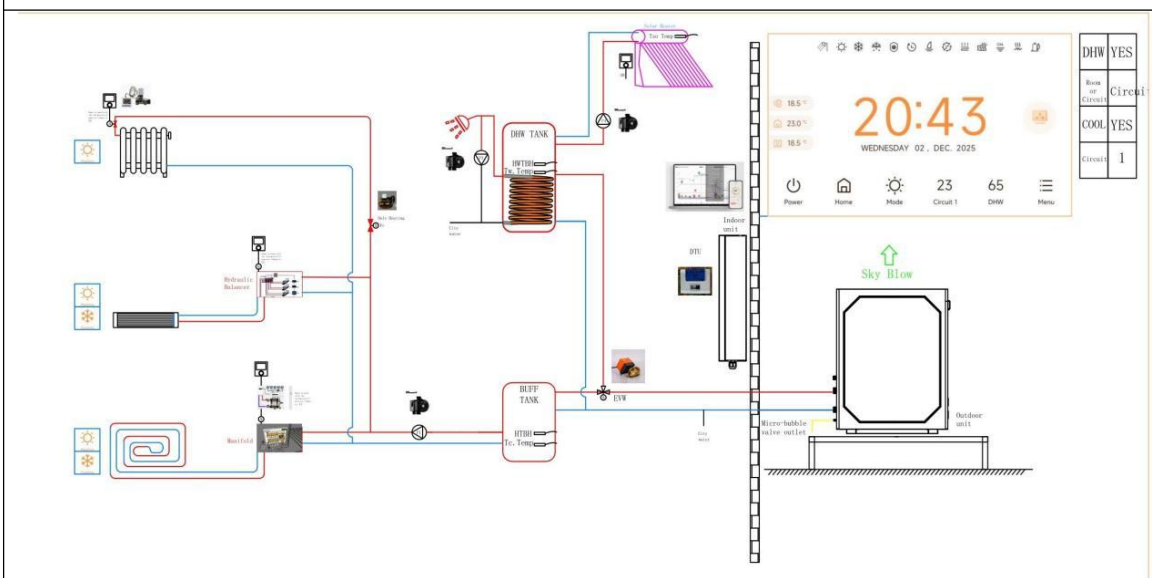 Solar Heater
Tso Temp
DHW
YES
Room
or
Circuit
Circui
COOL
YES
Circuit
1
18.5 °C
23.0 °C
18.5 °C
20:43
WEDNESDAY 02 , DEC. 2025
Power
Home
Mode
23
Circuit 1
65
DHW
Menu
DHW TANK
HWTBH
Tw. Temp
City
water
Indoor
unit
DTU
Hydraulic
Balancer
Sky Blow
BUFF
TANK
HTBH
Tc. Temp
EVW
City
water
Micro-bubble
valve outlet
Outdoor
unit
Manifold